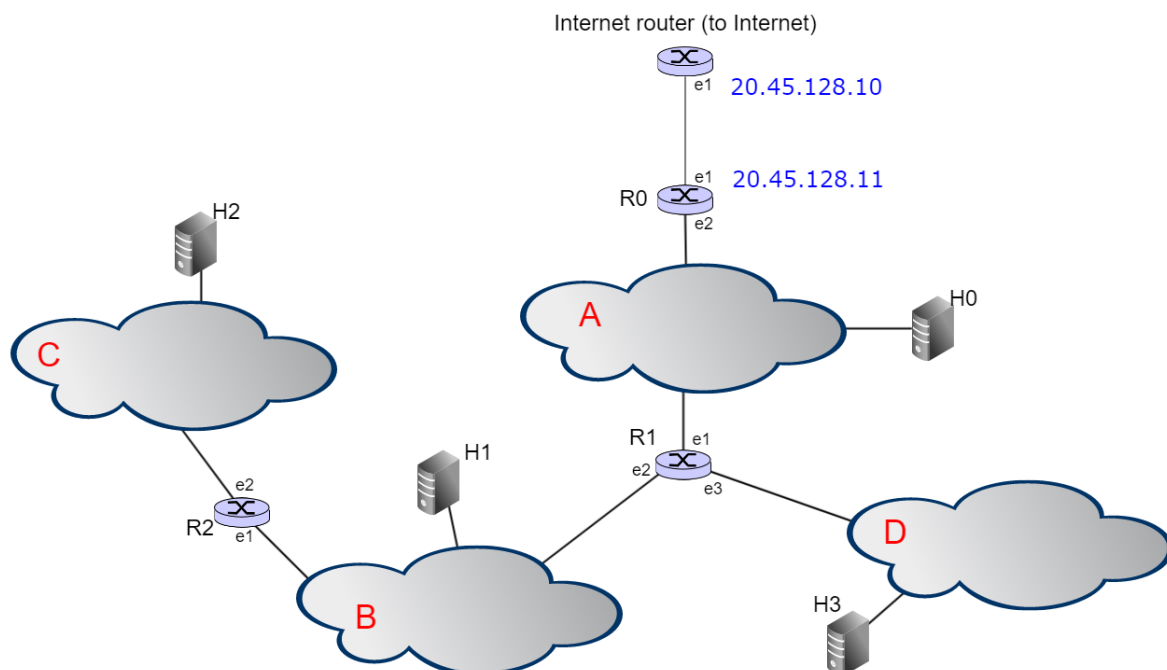 Internet router (to Internet)
e1
20.45.128.10
e1
20.45.128.11
R0
e2
H2
A
H0
C
R1
e1
H1
e2
e3
e2
R2
e1
D
B
H3